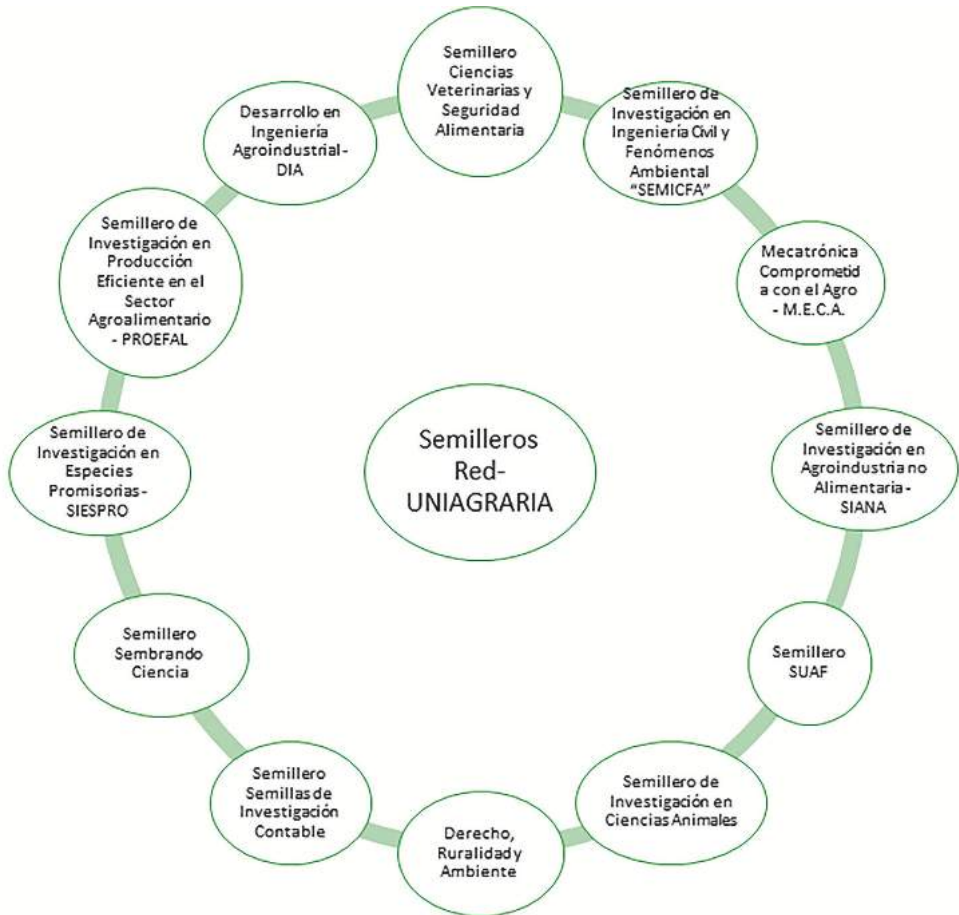 Semillero
Ciencias
Veterinarias y
Seguridad
Alimentaria
Semillero de
Investigación en
Ingeniería Civil y
Fenómenos
Ambiental
"SEMICFA"
Mecatrónica
Comprometid
a con el Agro
- M.E.C.A.
Semillero de
Investigación en
Agroindustria no
Alimentaria-
SIANA
Semillero
SUAF
Semillero de
Investigación en
Ciencias Animales
Derecho,
Ruralidad y
Ambiente
Semillero
Semillas de
Investigación
Contable
Semillero
Sembrando
Ciencia
Semillero de
Investigación en
Especies
Promisorias-
SIESPRO
Semillero de
Investigación en
Producción
Eficiente en el
Sector
Agroalimentario
- PROEFAL
Desarrollo en
Ingeniería
Agroindustrial-
DIA
Semilleros
Red-
UNIAGRARIA